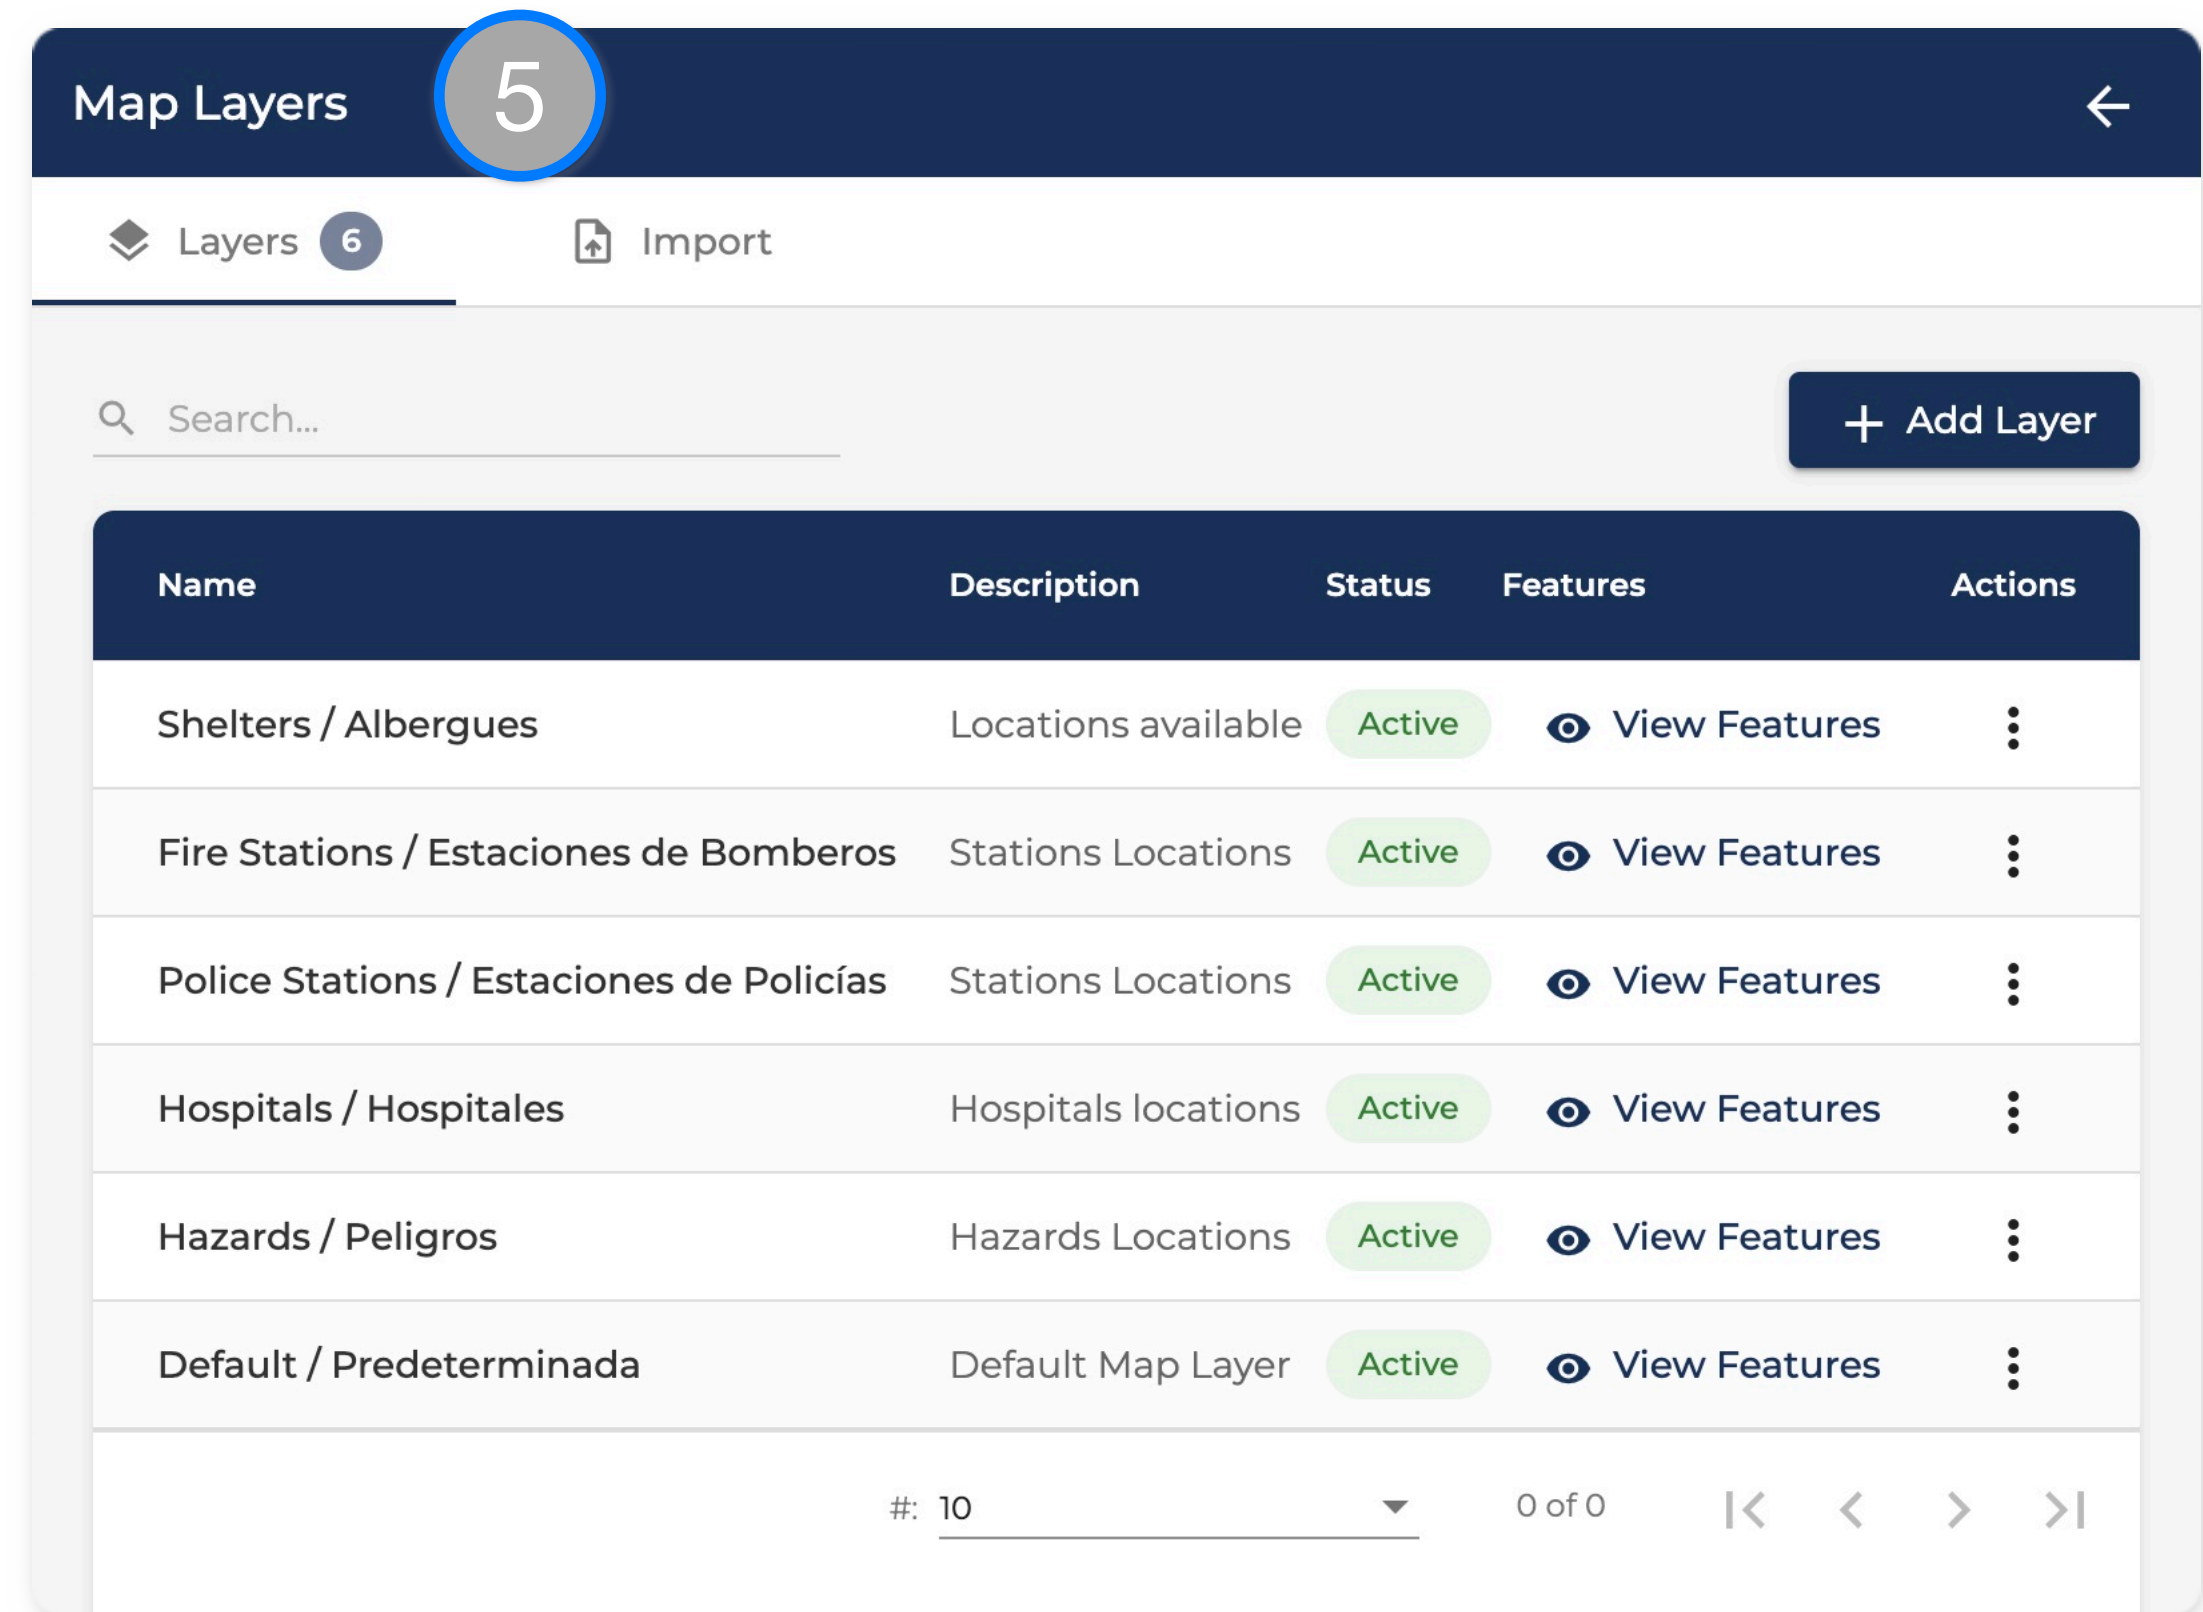 Map Layers 5
Layers 6 Import
Search... + Add Layer
Name Description Status Features Actions
Shelters / Albergues Locations available Active View Features
Fire Stations / Estaciones de Bomberos Stations Locations Active View Features
Police Stations / Estaciones de Policías Stations Locations Active View Features
Hospitals / Hospitales Hospitals locations Active View Features
Hazards / Peligros Hazards Locations Active View Features
Default / Predeterminada Default Map Layer Active View Features
#: 10 0 of 0